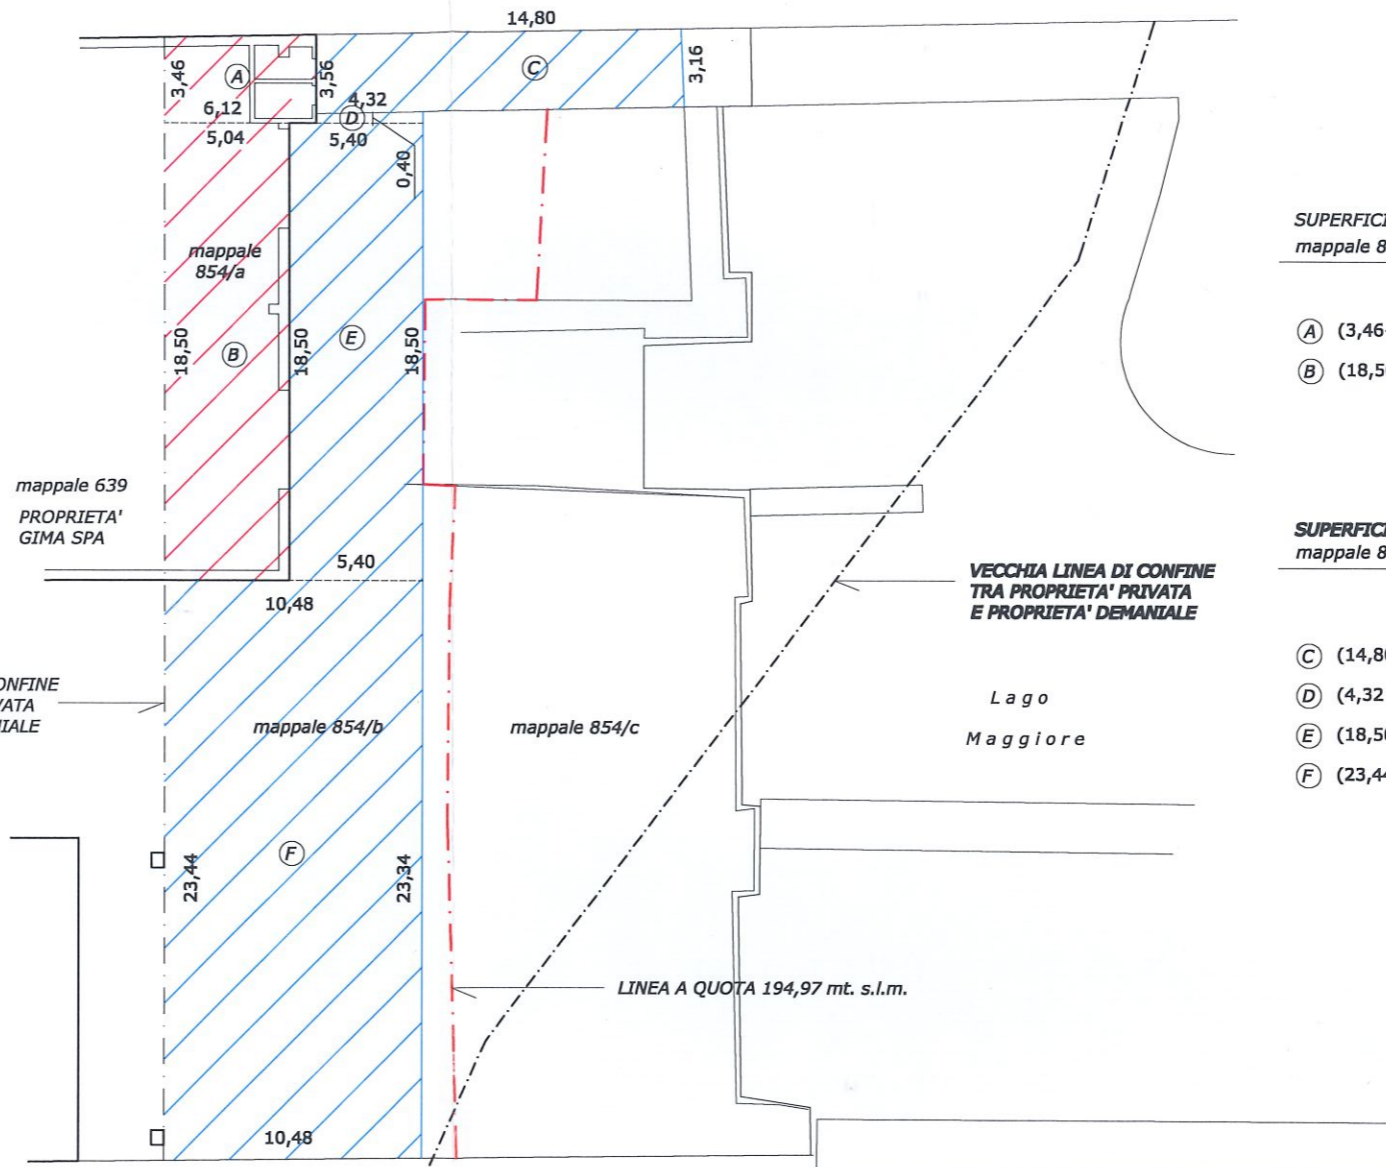 14,80
3,46
A
3,56
C
3,16
6,12
4,32
D
5,04
5,40
0,40
mappale
854/a
18,50
B
18,50
E
18,50
mappale 639
PROPRIETA'
GIMA SPA
5,40
10,48
VECCHIA LINEA DI CONFINE
TRA PROPRIETA' PRIVATA
E PROPRIETA' DEMANIALE
ONFINE
VATA
NIALE
mappale 854/b
mappale 854/c
Lago
Maggiore
23,44
F
23,34
LINEA A QUOTA 194,97 mt. s.l.m.
10,48
SUPERFICI
mappale 8
A (3,46
B (18,5
SUPERFICI
mappale 8
C (14,8
D (4,32
E (18,5
F (23,44